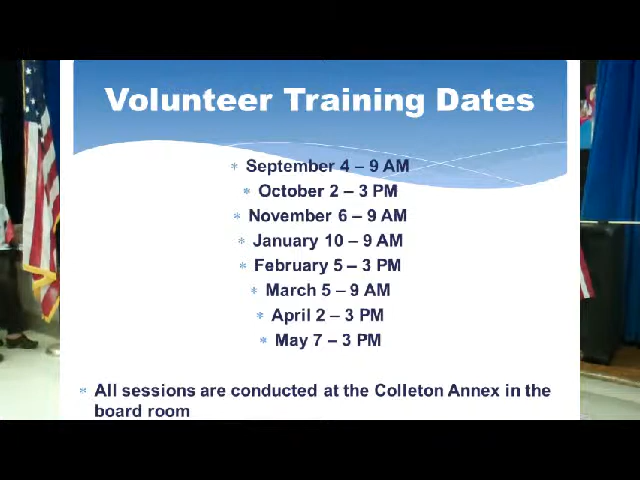 Volunteer Training Dates
September 4 – 9 AM
October 2 – 3 PM
November 6 – 9 AM
January 10 – 9 AM
February 5 – 3 PM
March 5 – 9 AM
April 2 – 3 PM
May 7 – 3 PM
All sessions are conducted at the Colleton Annex in the
board room